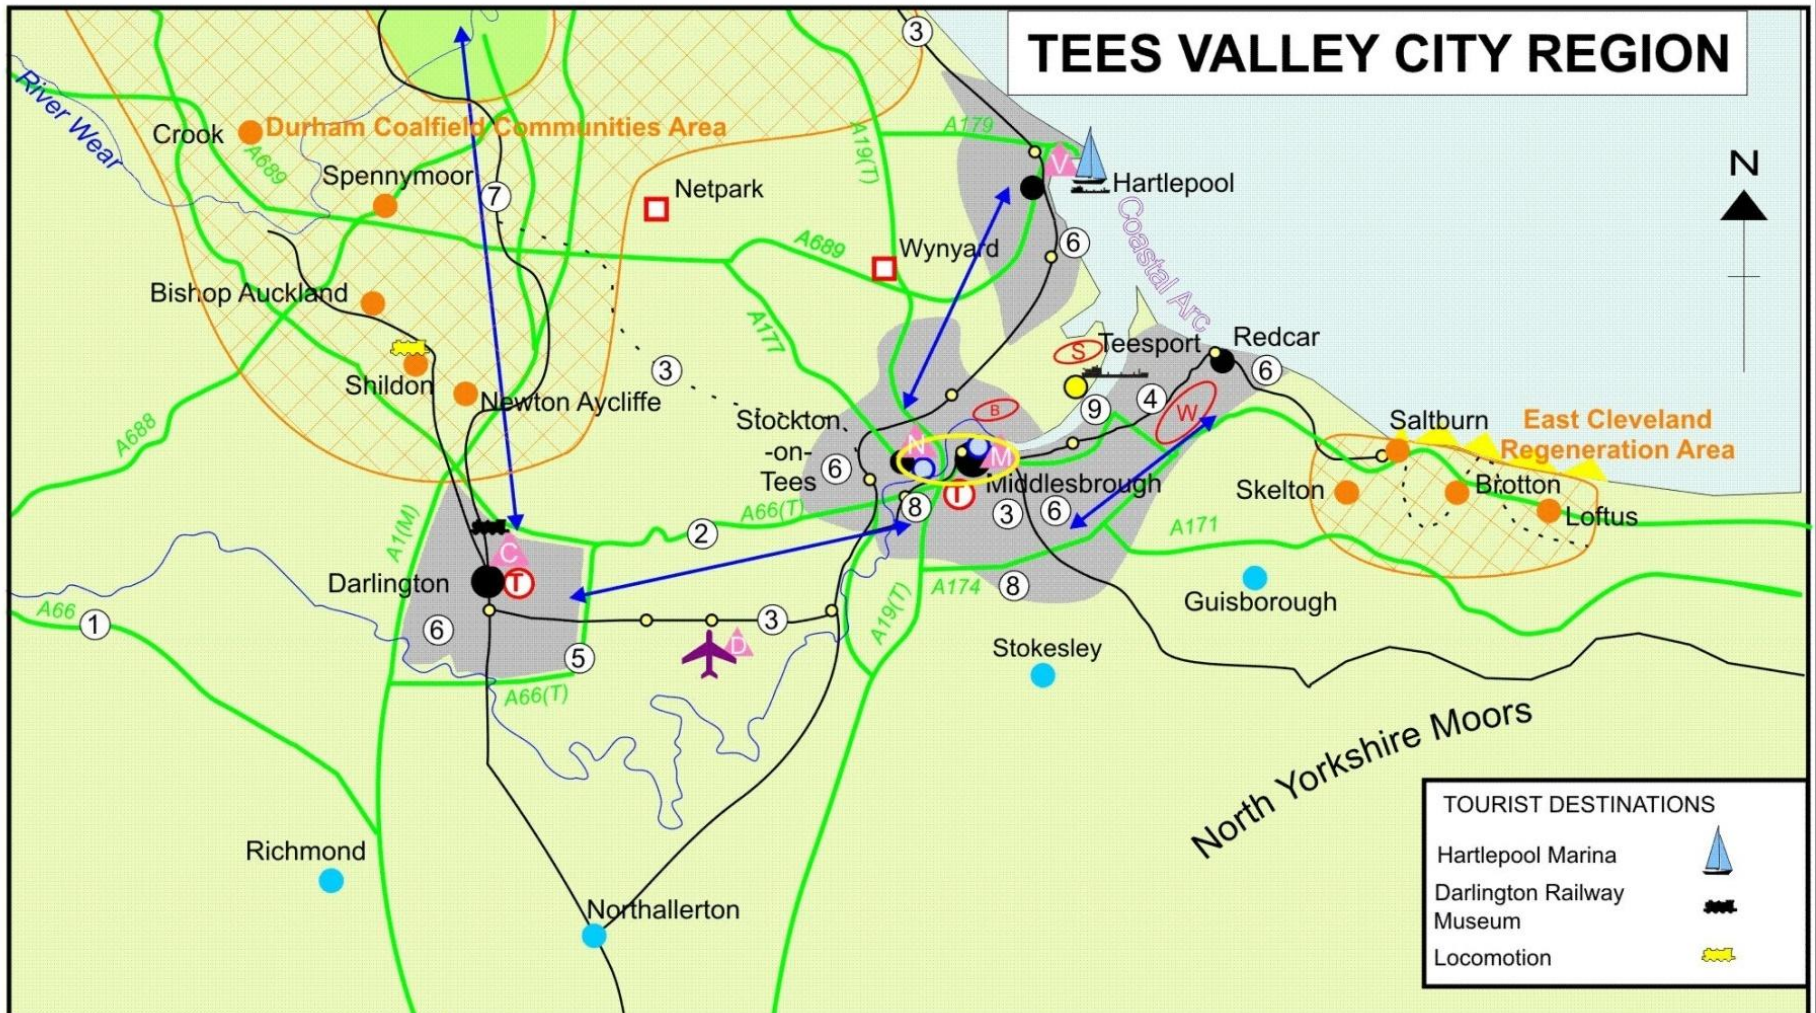 TEES VALLEY CITY REGION
3
River Wear
Crook
Durham Coalfield Communities Area
A689
Spennymoor
7
Netpark
A19(T)
A179
V
Hartlepool
N
Coastal Arc
Wynyard
A689
6
Bishop Auckland
A177
Shildon
Newton Aycliffe
3
S
Teesport
Redcar
6
4
9
W
B
A688
Stockton
-on-
Tees
6
N
M
Middlesbrough
T
8
3
6
Saltburn
East Cleveland
Regeneration Area
Skelton
Brotton
Loftus
A1(M)
A66(T)
2
A171
C
Darlington
T
A174
8
A19(T)
Guisborough
A66
1
6
3
D
5
A66(T)
Stokesley
North Yorkshire Moors
Richmond
Northallerton
TOURIST DESTINATIONS
Hartlepool Marina
Darlington Railway
Museum
Locomotion